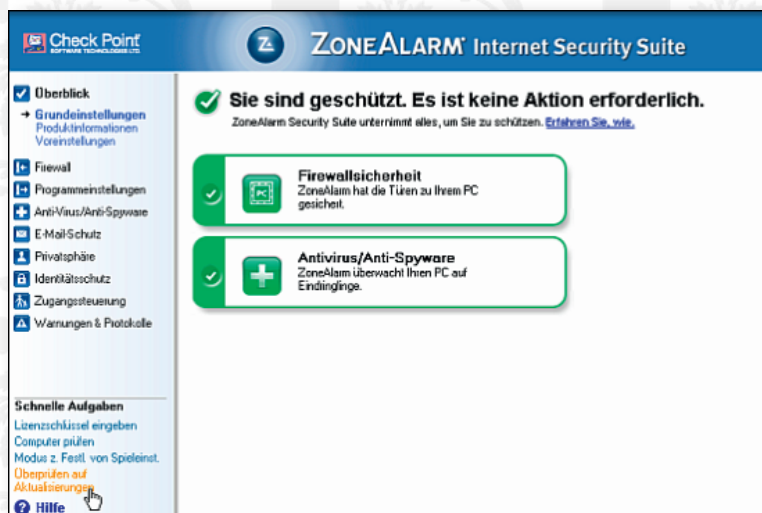 Check Point
SOFTWARE TECHNOLOGIES LTD.
ZONEALARM® Internet Security Suite
Überblick
Grundeinstellungen
Produktinformationen
Voreinstellungen
Firewall
Programmeinstellungen
Anti-Virus/Anti-Spyware
E-Mail-Schutz
Privatsphäre
Identitätsschutz
Zugangssteuerung
Warnungen & Protokolle
Schnelle Aufgaben
Lizenzschlüssel eingeben
Computer prüfen
Modus z. Festl. von Spieleinst.
Überprüfen auf
Aktualisierungen
Hilfe
Sie sind geschützt. Es ist keine Aktion erforderlich.
ZoneAlarm Security Suite unternimmt alles, um Sie zu schützen. Erfahren Sie, wie.
Firewallsicherheit
ZoneAlarm hat die Türen zu Ihrem PC
gesichert.
Antivirus/Anti-Spyware
ZoneAlarm überwacht Ihren PC auf
Eindringlinge.